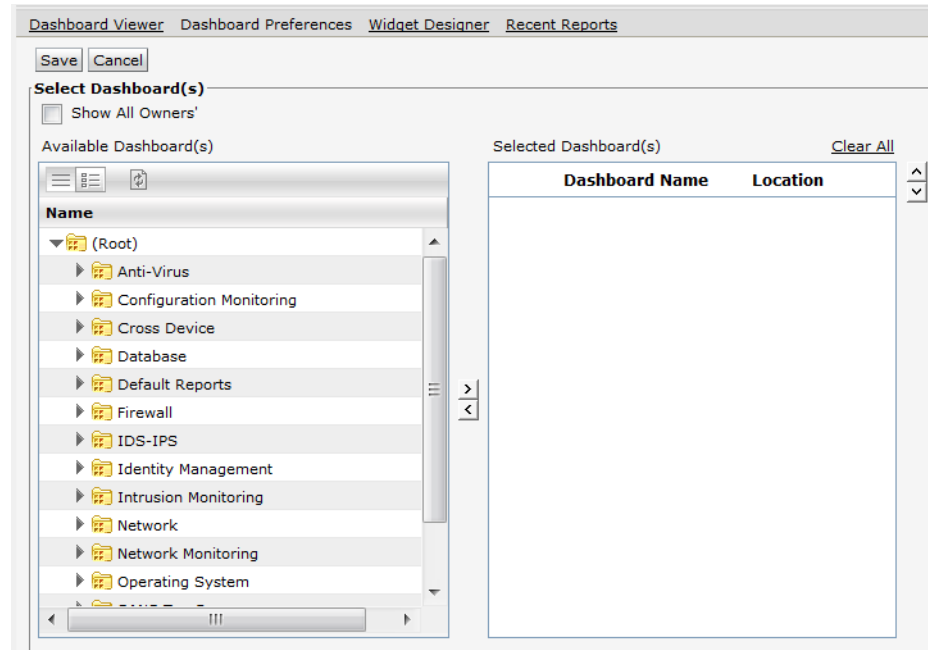 Dashboard Viewer Dashboard Preferences Widget Designer Recent Reports
Save Cancel
Select Dashboard(s)
Show All Owners'
Available Dashboard(s)
Selected Dashboard(s) Clear All
Name
Dashboard Name Location
(Root)
Anti-Virus
Configuration Monitoring
Cross Device
Database
Default Reports
Firewall
IDS-IPS
Identity Management
Intrusion Monitoring
Network
Network Monitoring
Operating System